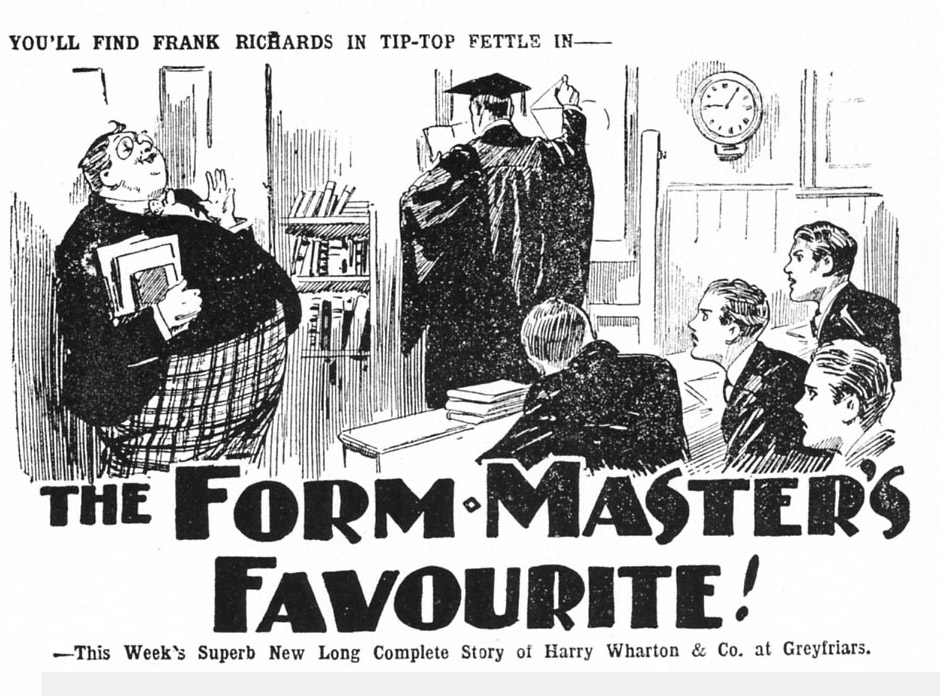 YOU'LL FIND FRANK RICHARDS IN TIP-TOP FETTLE IN—
THE FORM-MASTER'S
FAVOURITE!
—This Week's Superb New Long Complete Story of Harry Wharton & Co. at Greyfriars.